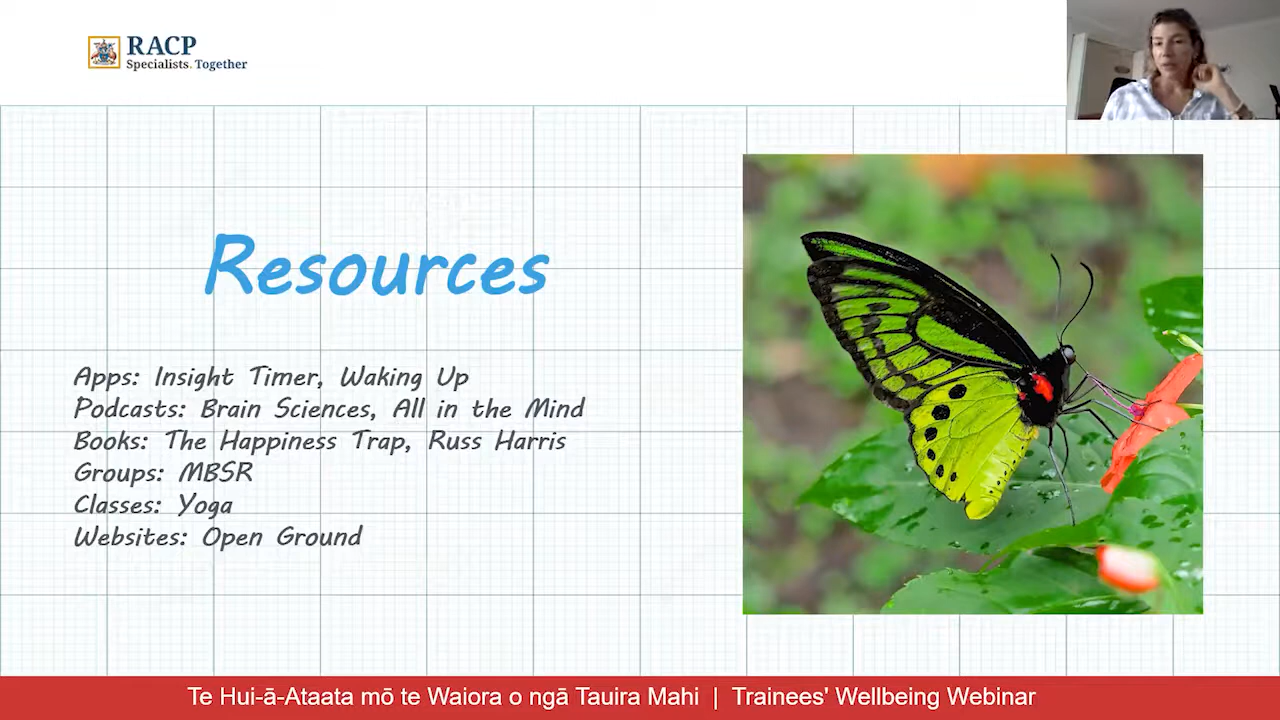 RACP
Specialists. Together
Resources
Apps: Insight Timer, Waking Up
Podcasts: Brain Sciences, All in the Mind
Books: The Happiness Trap, Russ Harris
Groups: MBSR
Classes: Yoga
Websites: Open Ground
Te Hui-ā-Ataata mō te Waiora o ngā Tauira Mahi | Trainees' Wellbeing Webinar